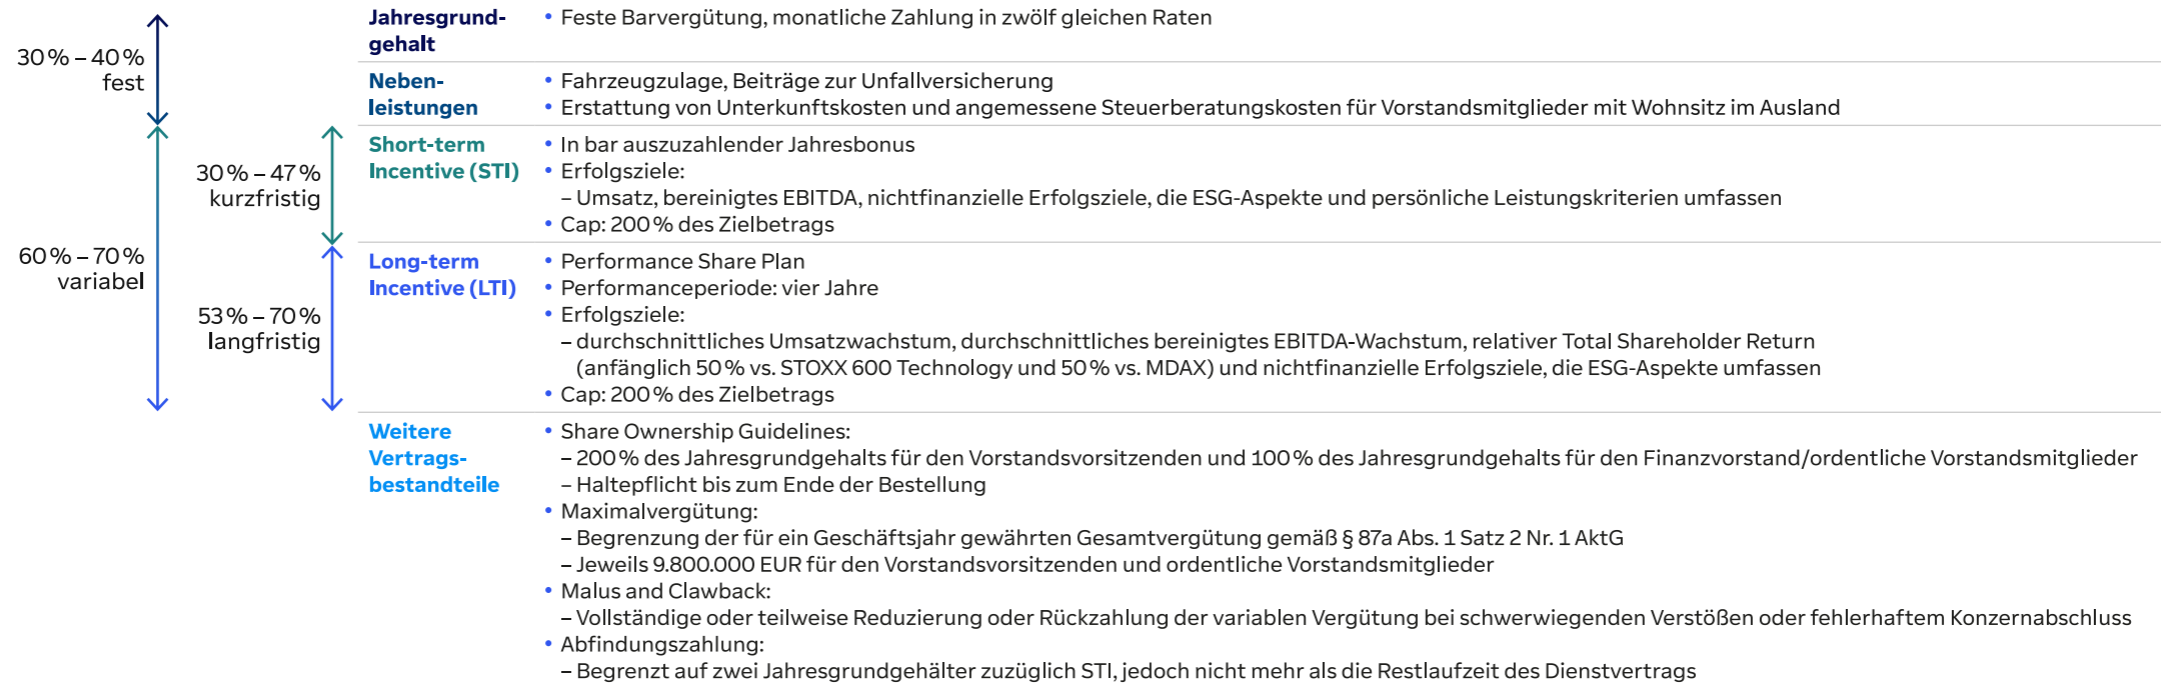 30 % – 40 %
fest
60 % – 70 %
variabel
30 % – 47 %
kurzfristig
53 % – 70 %
langfristig
Jahresgrund-
gehalt
• Feste Barvergütung, monatliche Zahlung in zwölf gleichen Raten
Neben-
leistungen
• Fahrzeugzulage, Beiträge zur Unfallversicherung
• Erstattung von Unterkunftskosten und angemessene Steuerberatungskosten für Vorstandsmitglieder mit Wohnsitz im Ausland
Short-term
Incentive (STI)
• In bar auszuzahlender Jahresbonus
• Erfolgsziele:
– Umsatz, bereinigtes EBITDA, nichtfinanzielle Erfolgsziele, die ESG-Aspekte und persönliche Leistungskriterien umfassen
• Cap: 200 % des Zielbetrags
Long-term
Incentive (LTI)
• Performance Share Plan
• Performanceperiode: vier Jahre
• Erfolgsziele:
– durchschnittliches Umsatzwachstum, durchschnittliches bereinigtes EBITDA-Wachstum, relativer Total Shareholder Return
(anfänglich 50 % vs. STOXX 600 Technology und 50 % vs. MDAX) und nichtfinanzielle Erfolgsziele, die ESG-Aspekte umfassen
• Cap: 200 % des Zielbetrags
Weitere
Vertrags-
bestandteile
• Share Ownership Guidelines:
– 200 % des Jahresgrundgehalts für den Vorstandsvorsitzenden und 100 % des Jahresgrundgehalts für den Finanzvorstand/ordentliche Vorstandsmitglieder
– Haltepflicht bis zum Ende der Bestellung
• Maximalvergütung:
– Begrenzung der für ein Geschäftsjahr gewährten Gesamtvergütung gemäß § 87a Abs. 1 Satz 2 Nr. 1 AktG
– Jeweils 9.800.000 EUR für den Vorstandsvorsitzenden und ordentliche Vorstandsmitglieder
• Malus and Clawback:
– Vollständige oder teilweise Reduzierung oder Rückzahlung der variablen Vergütung bei schwerwiegenden Verstößen oder fehlerhaftem Konzernabschluss
• Abfindungszahlung:
– Begrenzt auf zwei Jahresgrundgehälter zuzüglich STI, jedoch nicht mehr als die Restlaufzeit des Dienstvertrags